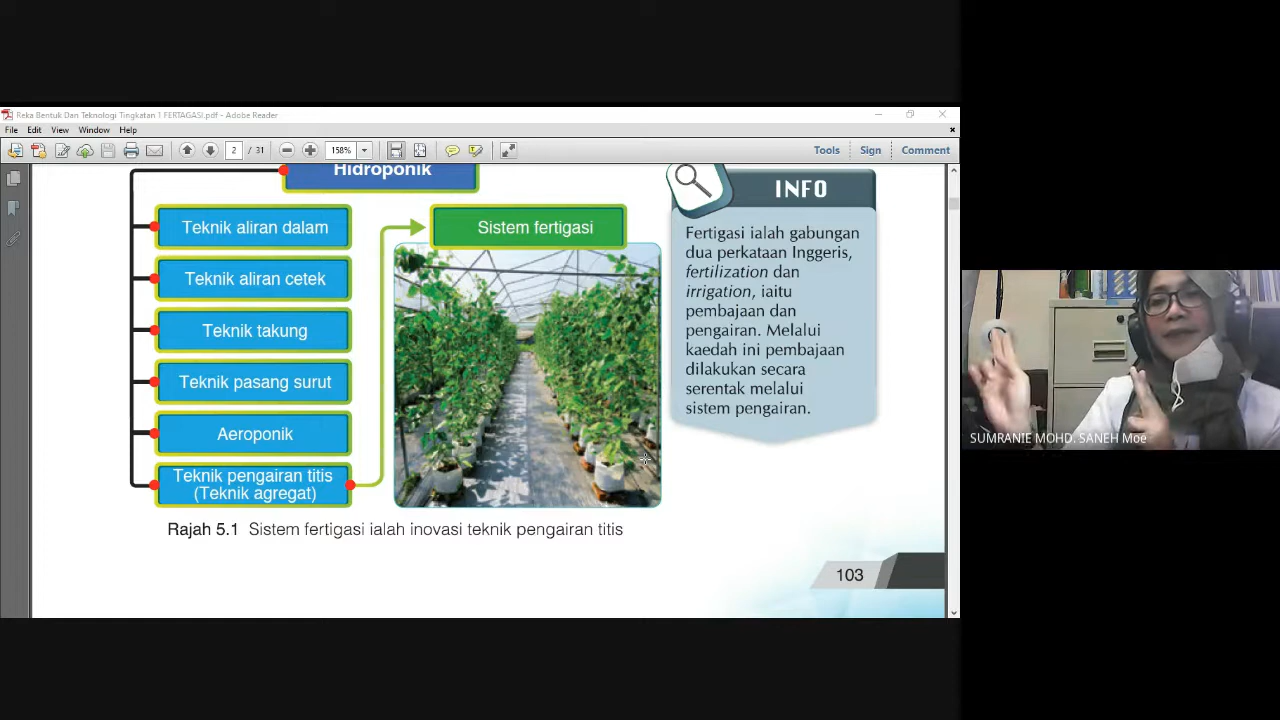 Reka Bentuk Dan Teknologi Tingkatan 1 FERTAGASI.pdf - Adobe Reader
File Edit View Window Help
2 / 31
158%
Tools Sign Comment
Hidroponik
Teknik aliran dalam
Teknik aliran cetek
Teknik takung
Teknik pasang surut
Aeroponik
Teknik pengairan titis
(Teknik agregat)
Sistem fertigasi
Rajah 5.1 Sistem fertigasi ialah inovasi teknik pengairan titis
INFO
Fertigasi ialah gabungan
dua perkataan Inggeris,
fertilization dan
irrigation, iaitu
pembajaan dan
pengairan. Melalui
kaedah ini pembajaan
dilakukan secara
serentak melalui
sistem pengairan.
103
SUMRANIE MOHD. SANEH Moe